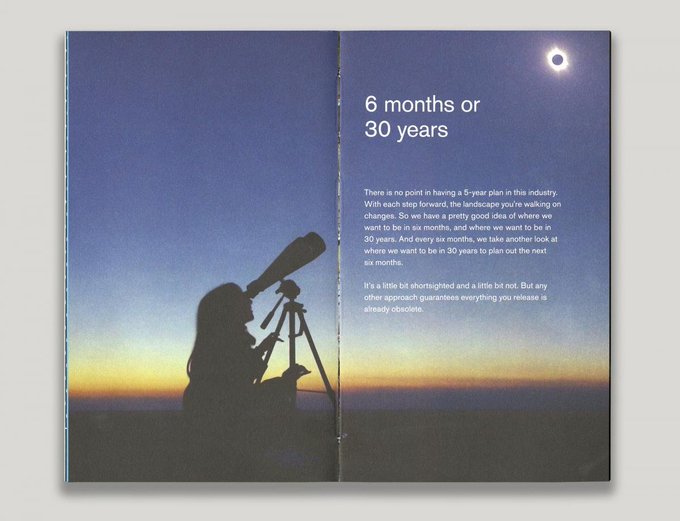 6 months or
30 years
There is no point in having a 5-year plan in this industry.
With each step forward, the landscape you're walking on
changes. So we have a pretty good idea of where we
want to be in six months, and where we want to be in
30 years. And every six months, we take another look at
where we want to be in 30 years to plan out the next
six months.
It's a little bit shortsighted and a little bit not. But any
other approach guarantees everything you release is
already obsolete.